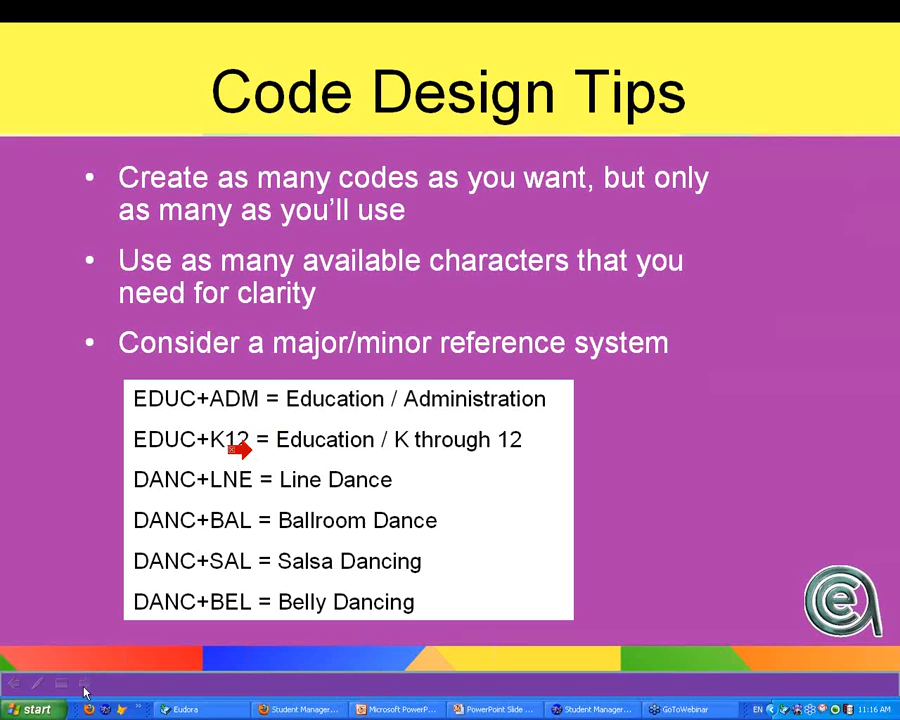 Code Design Tips
• Create as many codes as you want, but only
as many as you'll use
• Use as many available characters that you
need for clarity
• Consider a major/minor reference system
EDUC+ADM = Education / Administration
EDUC+K12 = Education / K through 12
DANC+LNE = Line Dance
DANC+BAL = Ballroom Dance
DANC+SAL = Salsa Dancing
DANC+BEL = Belly Dancing
start » Eudora Student Manager... Microsoft PowerP... PowerPoint Slide ... Student Manage... GoToWebinar EN 11:16 AM